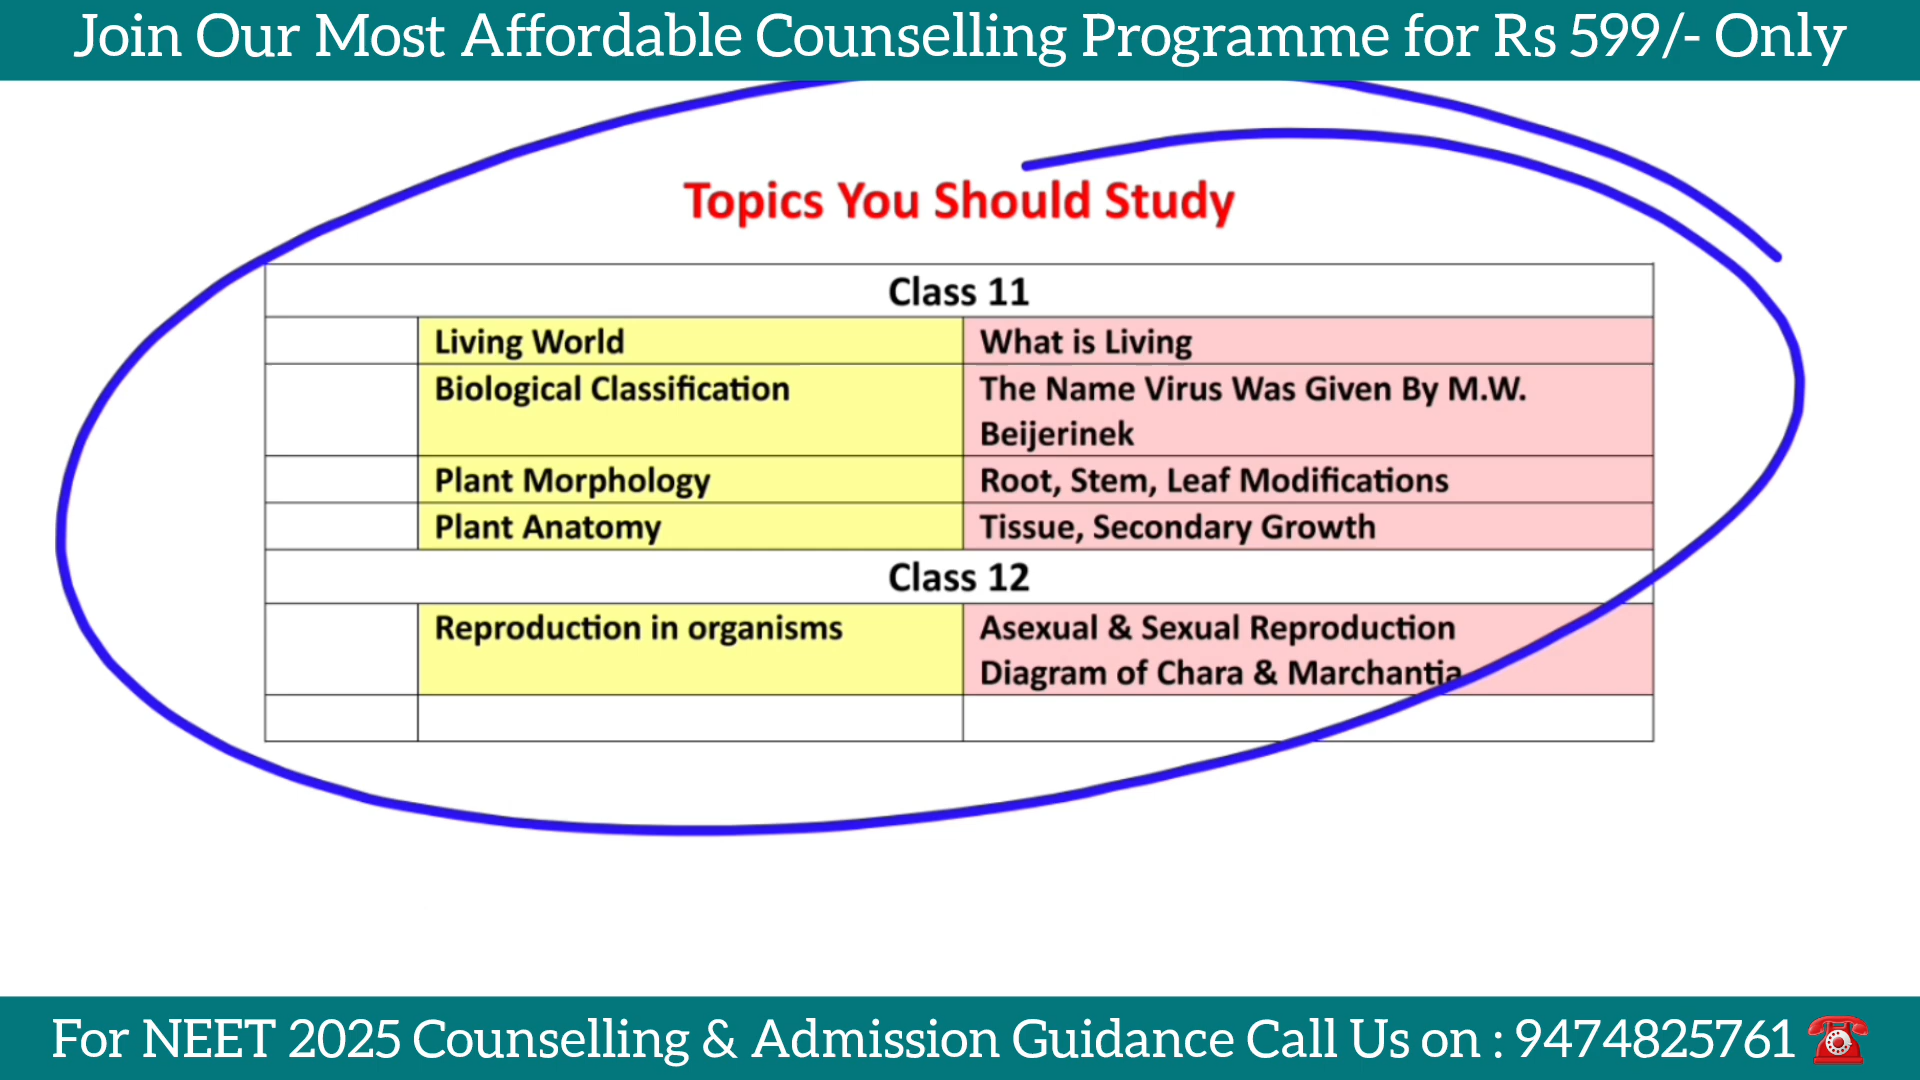 Join Our Most Affordable Counselling Programme for Rs 599/- Only
Topics You Should Study
Class 11
Living World What is Living
Biological Classification The Name Virus Was Given By M.W.
Beijerinek
Plant Morphology Root, Stem, Leaf Modifications
Plant Anatomy Tissue, Secondary Growth
Class 12
Reproduction in organisms Asexual & Sexual Reproduction
Diagram of Chara & Marchantia
For NEET 2025 Counselling & Admission Guidance Call Us on : 9474825761 ☎️